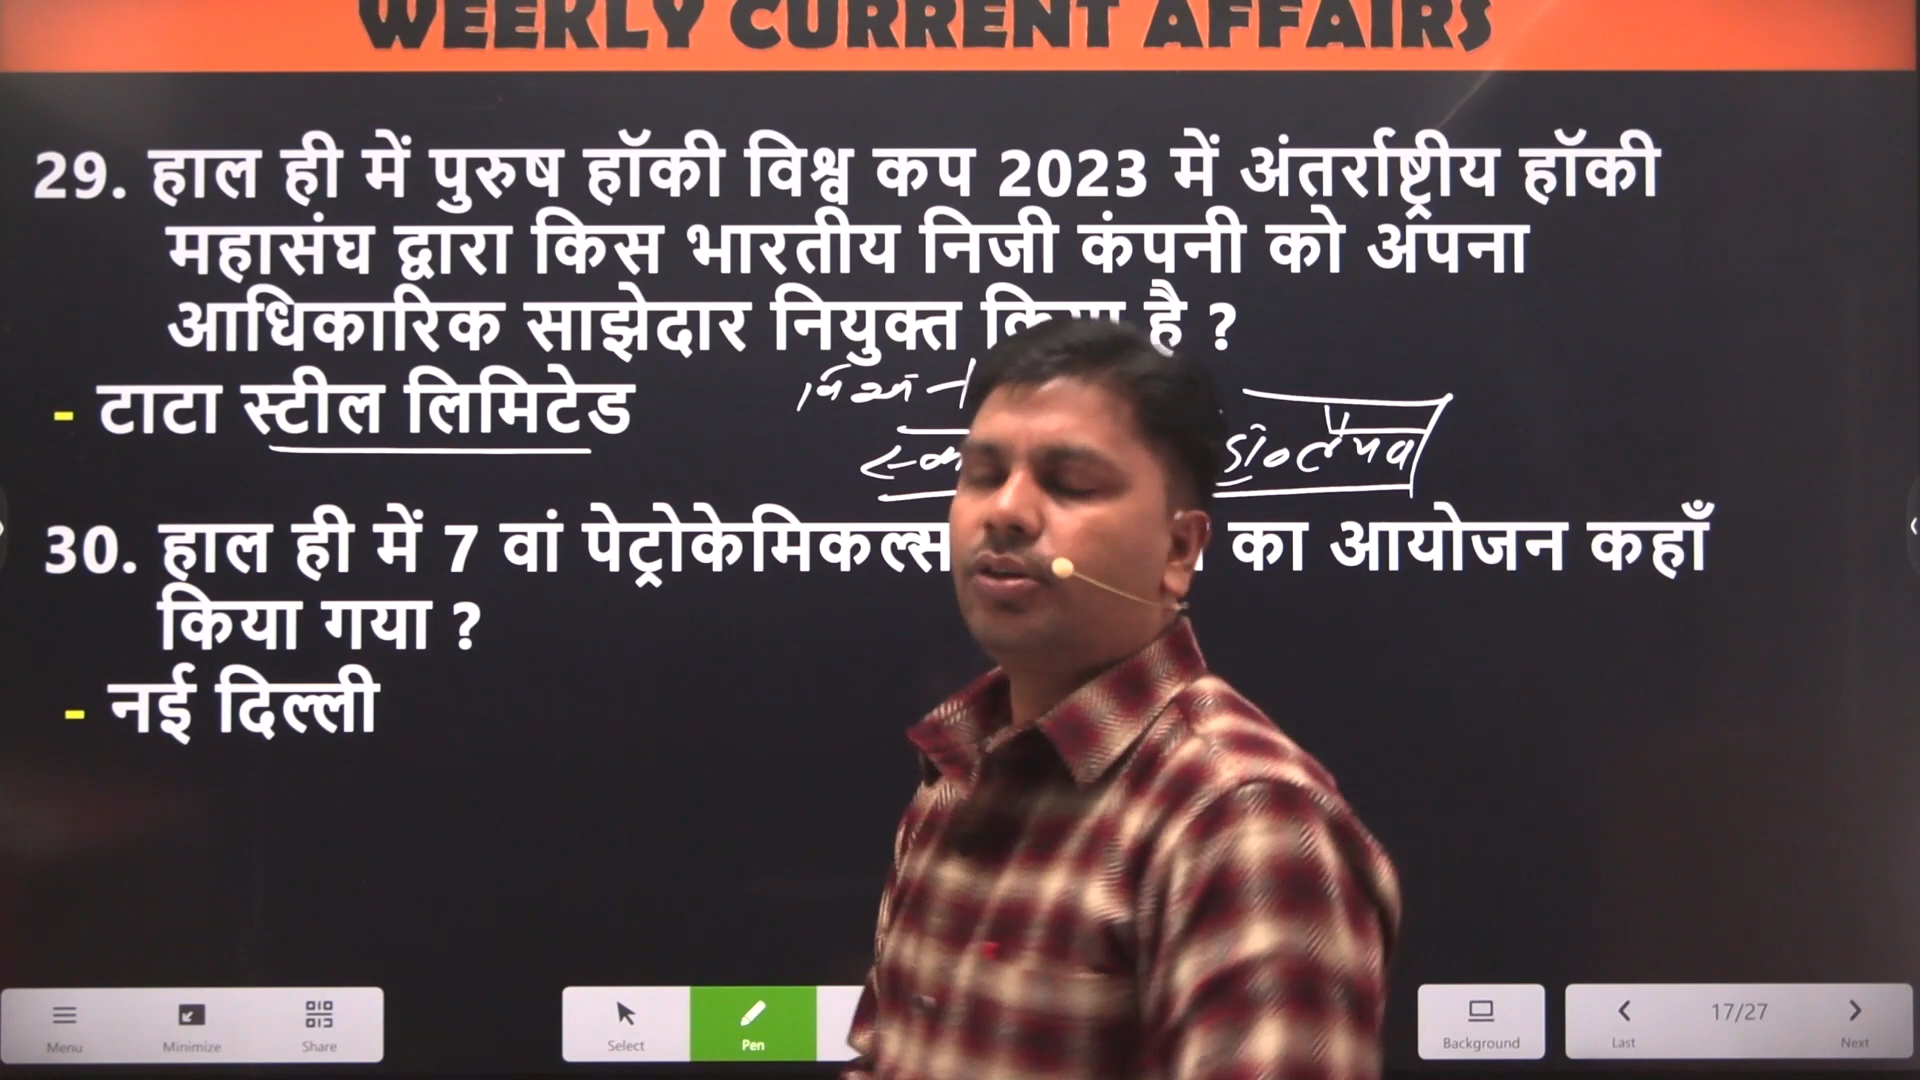 WEEKLY CURRENT AFFAIRS
29. हाल ही में पुरुष हॉकी विश्व कप 2023 में अंतर्राष्ट्रीय हॉकी
महासंघ द्वारा किस भारतीय निजी कंपनी को अपना
आधिकारिक साझेदार नियुक्त किया है ?
- टाटा स्टील लिमिटेड
30. हाल ही में 7 वां पेट्रोकेमिकल्स का आयोजन कहाँ
किया गया ?
- नई दिल्ली
Menu Minimize Share Select Pen Background Last 17/27 Next